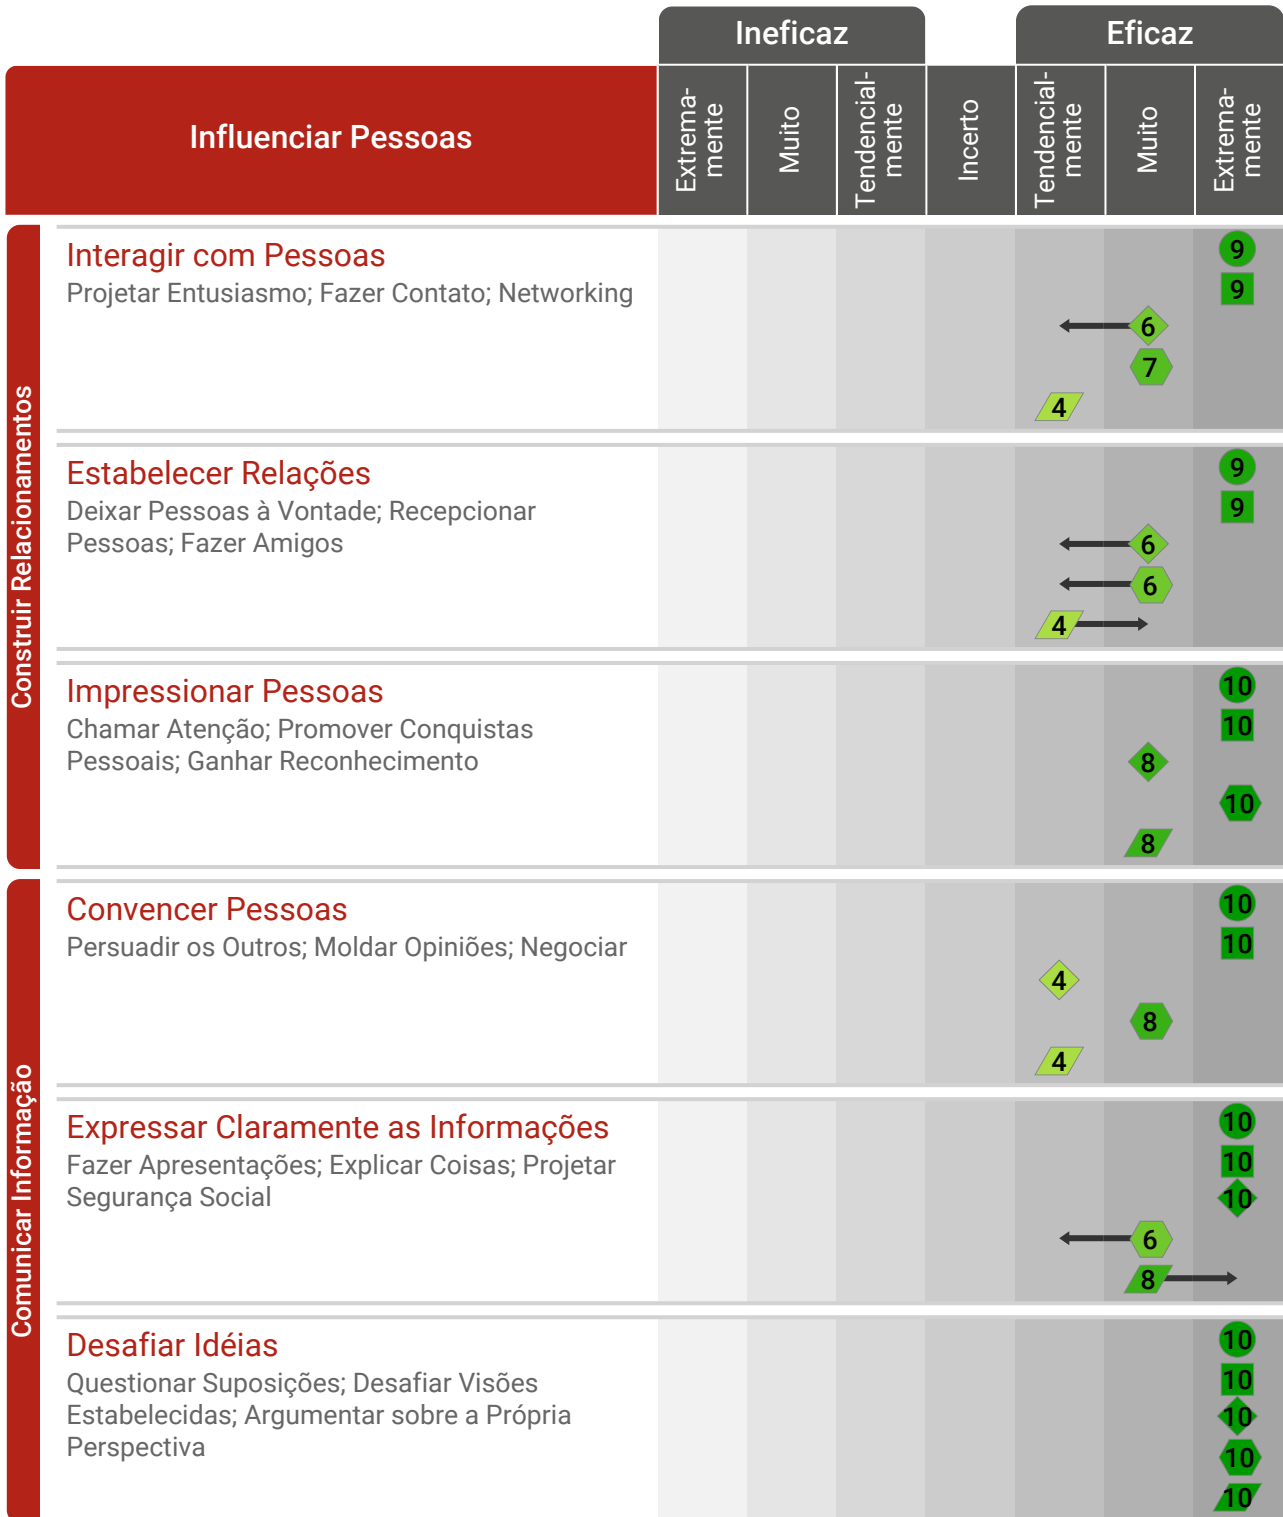 Ineficaz
Eficaz
Influenciar Pessoas
Extrema-
mente
Muito
Tendencial-
mente
Incerto
Tendencial-
mente
Muito
Extrema-
mente
Construir Relacionamentos
Interagir com Pessoas
Projetar Entusiasmo; Fazer Contato; Networking
9
9
6
7
4
Estabelecer Relações
Deixar Pessoas à Vontade; Recepcionar
Pessoas; Fazer Amigos
9
9
6
6
4
Impressionar Pessoas
Chamar Atenção; Promover Conquistas
Pessoais; Ganhar Reconhecimento
10
10
8
10
8
Comunicar Informação
Convencer Pessoas
Persuadir os Outros; Moldar Opiniões; Negociar
10
10
4
8
4
Expressar Claramente as Informações
Fazer Apresentações; Explicar Coisas; Projetar
Segurança Social
10
10
10
6
8
Desafiar Idéias
Questionar Suposições; Desafiar Visões
Estabelecidas; Argumentar sobre a Própria
Perspectiva
10
10
10
10
10